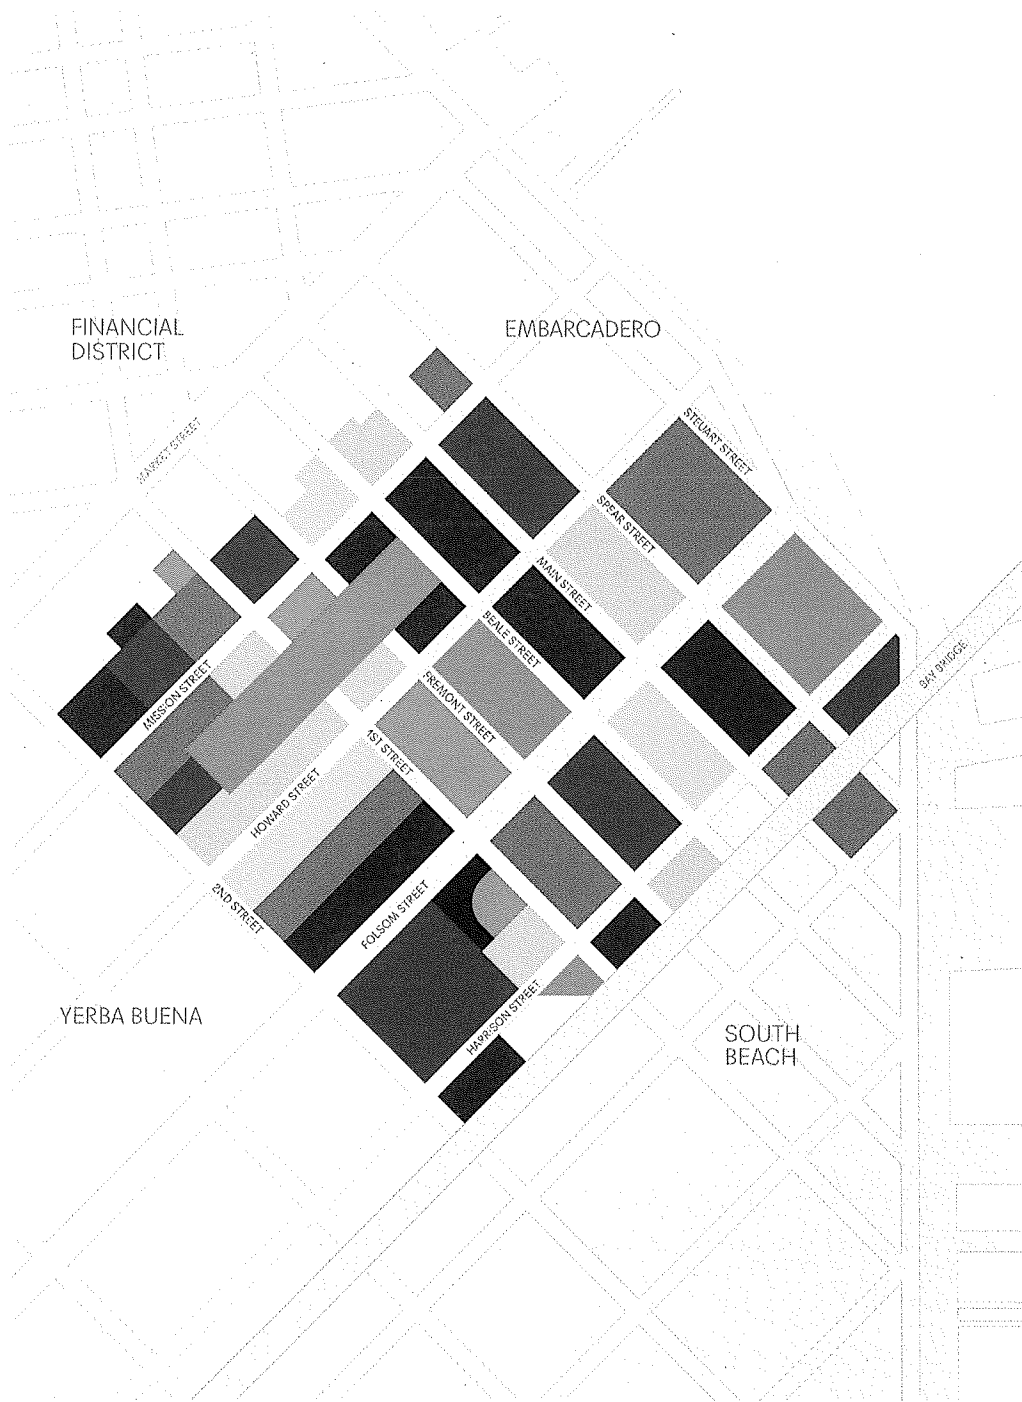 FINANCIAL
DISTRICT
EMBARCADERO
MARKET STREET
STEUART STREET
SPEAR STREET
MAIN STREET
BEALE STREET
FREMONT STREET
1ST STREET
MISSION STREET
HOWARD STREET
2ND STREET
FOLSOM STREET
HARRISON STREET
BAY BRIDGE
YERBA BUENA
SOUTH
BEACH